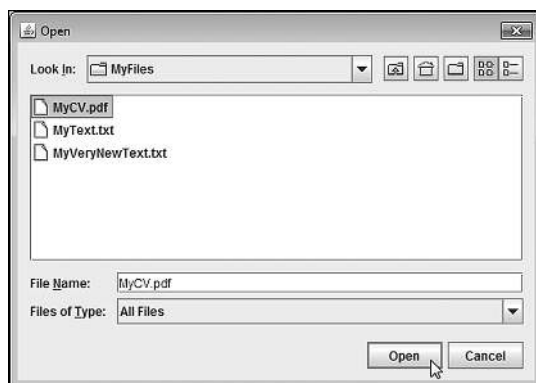 Open
Look In: MyFiles
MyCV.pdf
MyText.txt
MyVeryNewText.txt
File Name: MyCV.pdf
Files of Type: All Files
Open Cancel